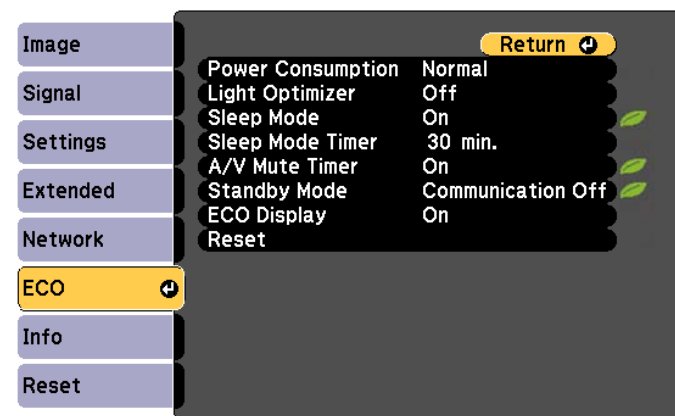 Image
Signal
Settings
Extended
Network
ECO
Info
Reset
Return
Power Consumption Normal
Light Optimizer Off
Sleep Mode On
Sleep Mode Timer 30 min.
A/V Mute Timer On
Standby Mode Communication Off
ECO Display On
Reset